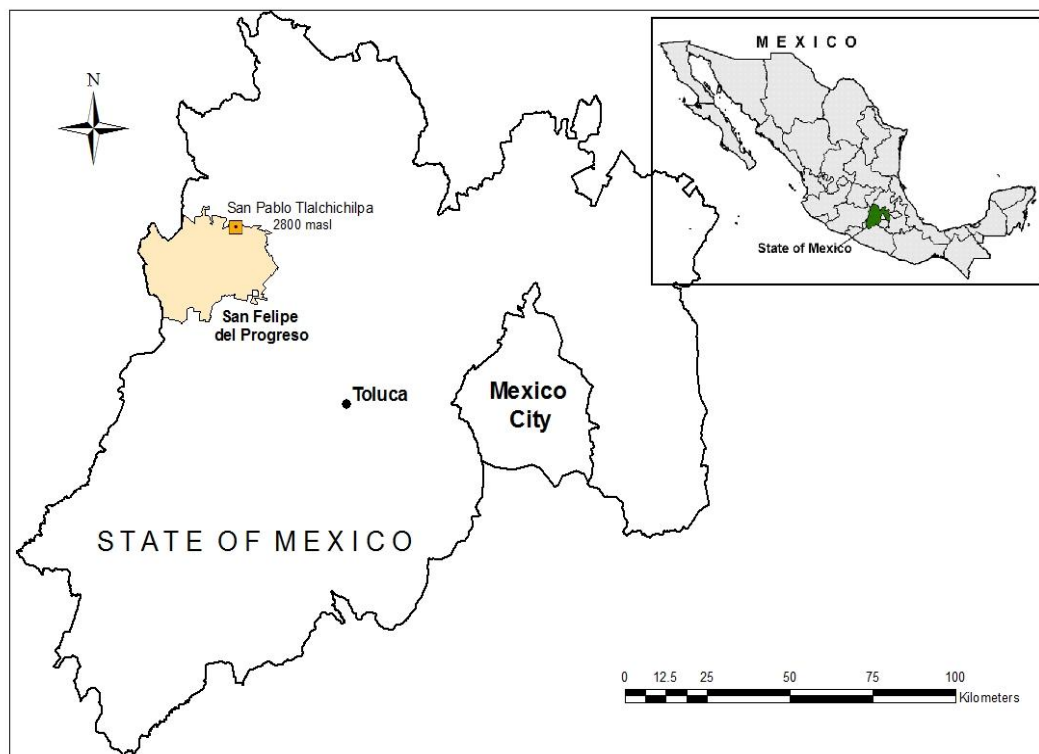 N
MEXICO
State of Mexico
San Pablo Tlalchichilpa
2800 masl
San Felipe
del Progreso
Toluca
Mexico
City
STATE OF MEXICO
0 12.5 25 50 75 100
Kilometers